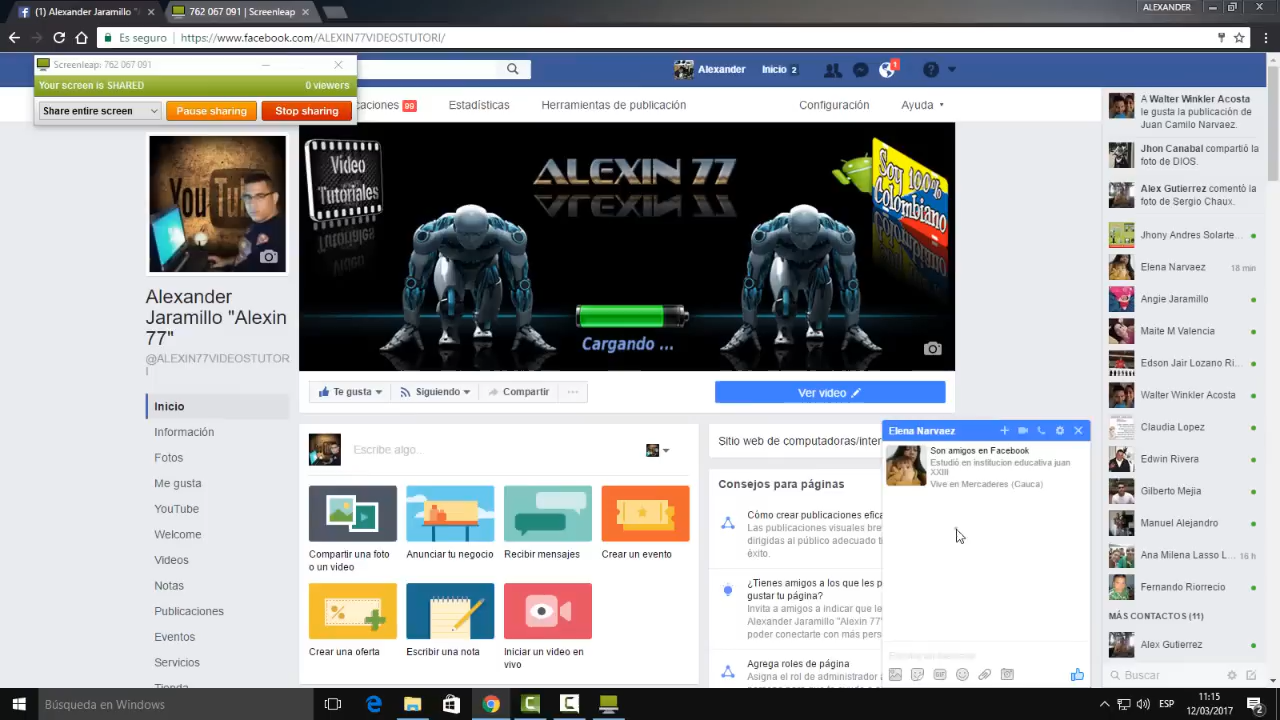 (1) Alexander Jaramillo "
762 067 091 | Screenleap
ALEXANDER
Es seguro
https://www.facebook.com/ALEXIN77VIDEOSTUTORI/
Screenleap: 762 067 091
Your screen is SHARED
0 viewers
Share entire screen
Pause sharing
Stop sharing
Alexander
Inicio 2
1
caciones 99
Estadísticas
Herramientas de publicación
Configuración
Ayuda
You Tu
Video
Tutoriales
ALEXIN 77
Soy 100%
Colombiano
Cargando ...
Alexander
Jaramillo "Alexin
77"
@ALEXIN77VIDEOSTUTOR
I
Te gusta
Siguiendo
Compartir
...
Ver video
Inicio
Información
Fotos
Me gusta
YouTube
Welcome
Videos
Notas
Publicaciones
Eventos
Servicios
Tienda
Escribe algo...
Compartir una foto
o un video
Anunciar tu negocio
Recibir mensajes
Crear un evento
Crear una oferta
Escribir una nota
Iniciar un video en
vivo
Sitio web de computadoras/inter
Consejos para páginas
Cómo crear publicaciones efica
Las publicaciones visuales bre
dirigidas al público adecuado ti
éxito.
¿Tienes amigos a los que les p
gustar tu página?
Invita a amigos a indicar que le
Alexander Jaramillo "Alexin 77"
poder conectarte con más pers
Agrega roles de página
Asigna el rol de administrador a
Elena Narvaez
Son amigos en Facebook
Estudió en institucion educativa juan
XXIII
Vive en Mercaderes (Cauca)
GIF
A Walter Winkler Acosta
le gusta la publicación de
Juan Camilo Narvaez.
Jhon Canabal compartió la
foto de DIOS.
Alex Gutierrez comentó la
foto de Sergio Chaux.
Jhony Andres Solarte...
Elena Narvaez 18 min
Angie Jaramillo
Maite M Valencia
Edson Jair Lozano Ri...
Walter Winkler Acosta
Claudia Lopez
Edwin Rivera
Gilberto Mejia
Manuel Alejandro
Ana Milena Lasso L... 16 h
Fernando Riorrecio
MÁS CONTACTOS (11)
Alex Gutierrez
Buscar
Búsqueda en Windows
ESP
11:15
12/03/2017
2